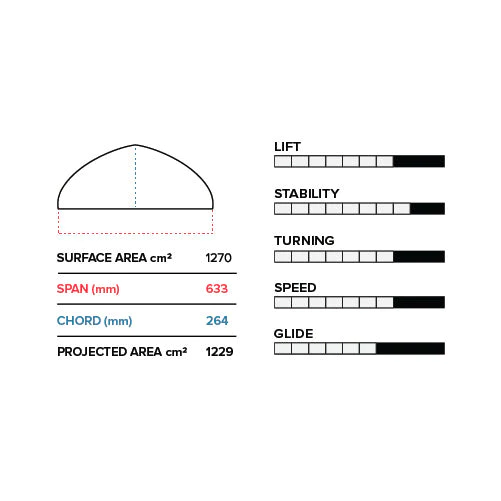 LIFT
STABILITY
TURNING
SPEED
GLIDE
SURFACE AREA cm² 1270
SPAN (mm) 633
CHORD (mm) 264
PROJECTED AREA cm² 1229